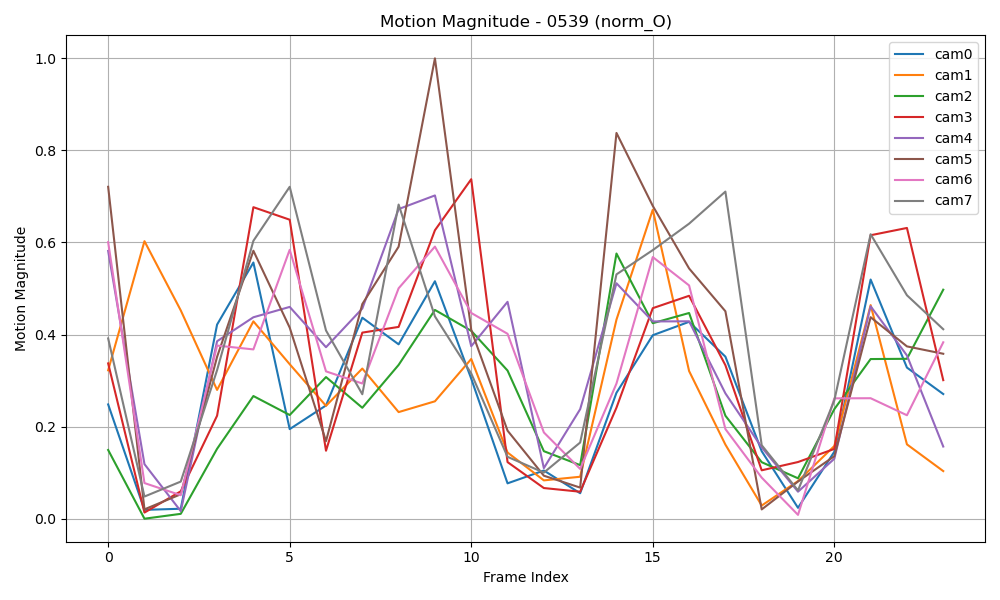 Motion Magnitude - 0539 (norm_O)
Motion Magnitude
1.0
0.8
0.6
0.4
0.2
0.0
0
5
10
15
20
Frame Index
cam0
cam1
cam2
cam3
cam4
cam5
cam6
cam7